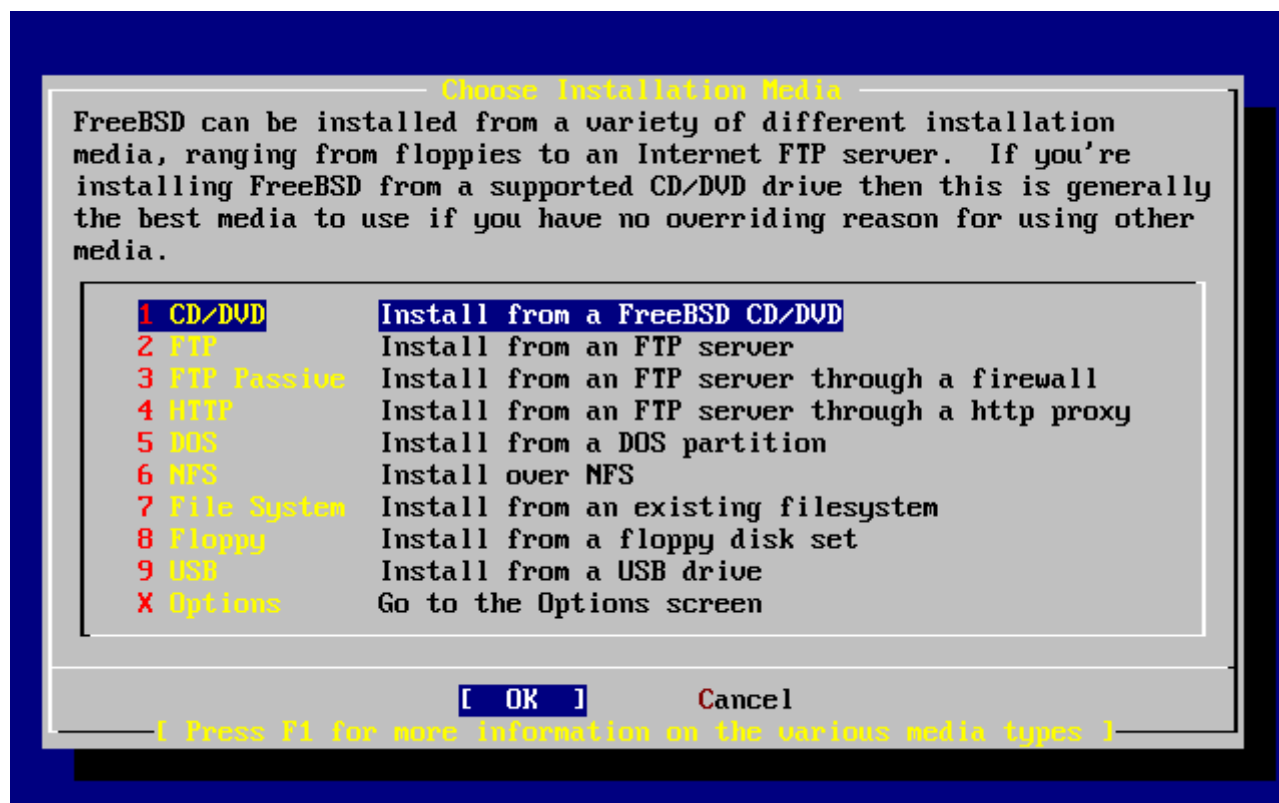 Choose Installation Media
FreeBSD can be installed from a variety of different installation
media, ranging from floppies to an Internet FTP server.  If you're
installing FreeBSD from a supported CD/DVD drive then this is generally
the best media to use if you have no overriding reason for using other
media.
1 CD/DVD Install from a FreeBSD CD/DVD
2 FTP Install from an FTP server
3 FTP Passive Install from an FTP server through a firewall
4 HTTP Install from an FTP server through a http proxy
5 DOS Install from a DOS partition
6 NFS Install over NFS
7 File System Install from an existing filesystem
8 Floppy Install from a floppy disk set
9 USB Install from a USB drive
X Options Go to the Options screen
[ OK ] Cancel
[ Press F1 for more information on the various media types ]